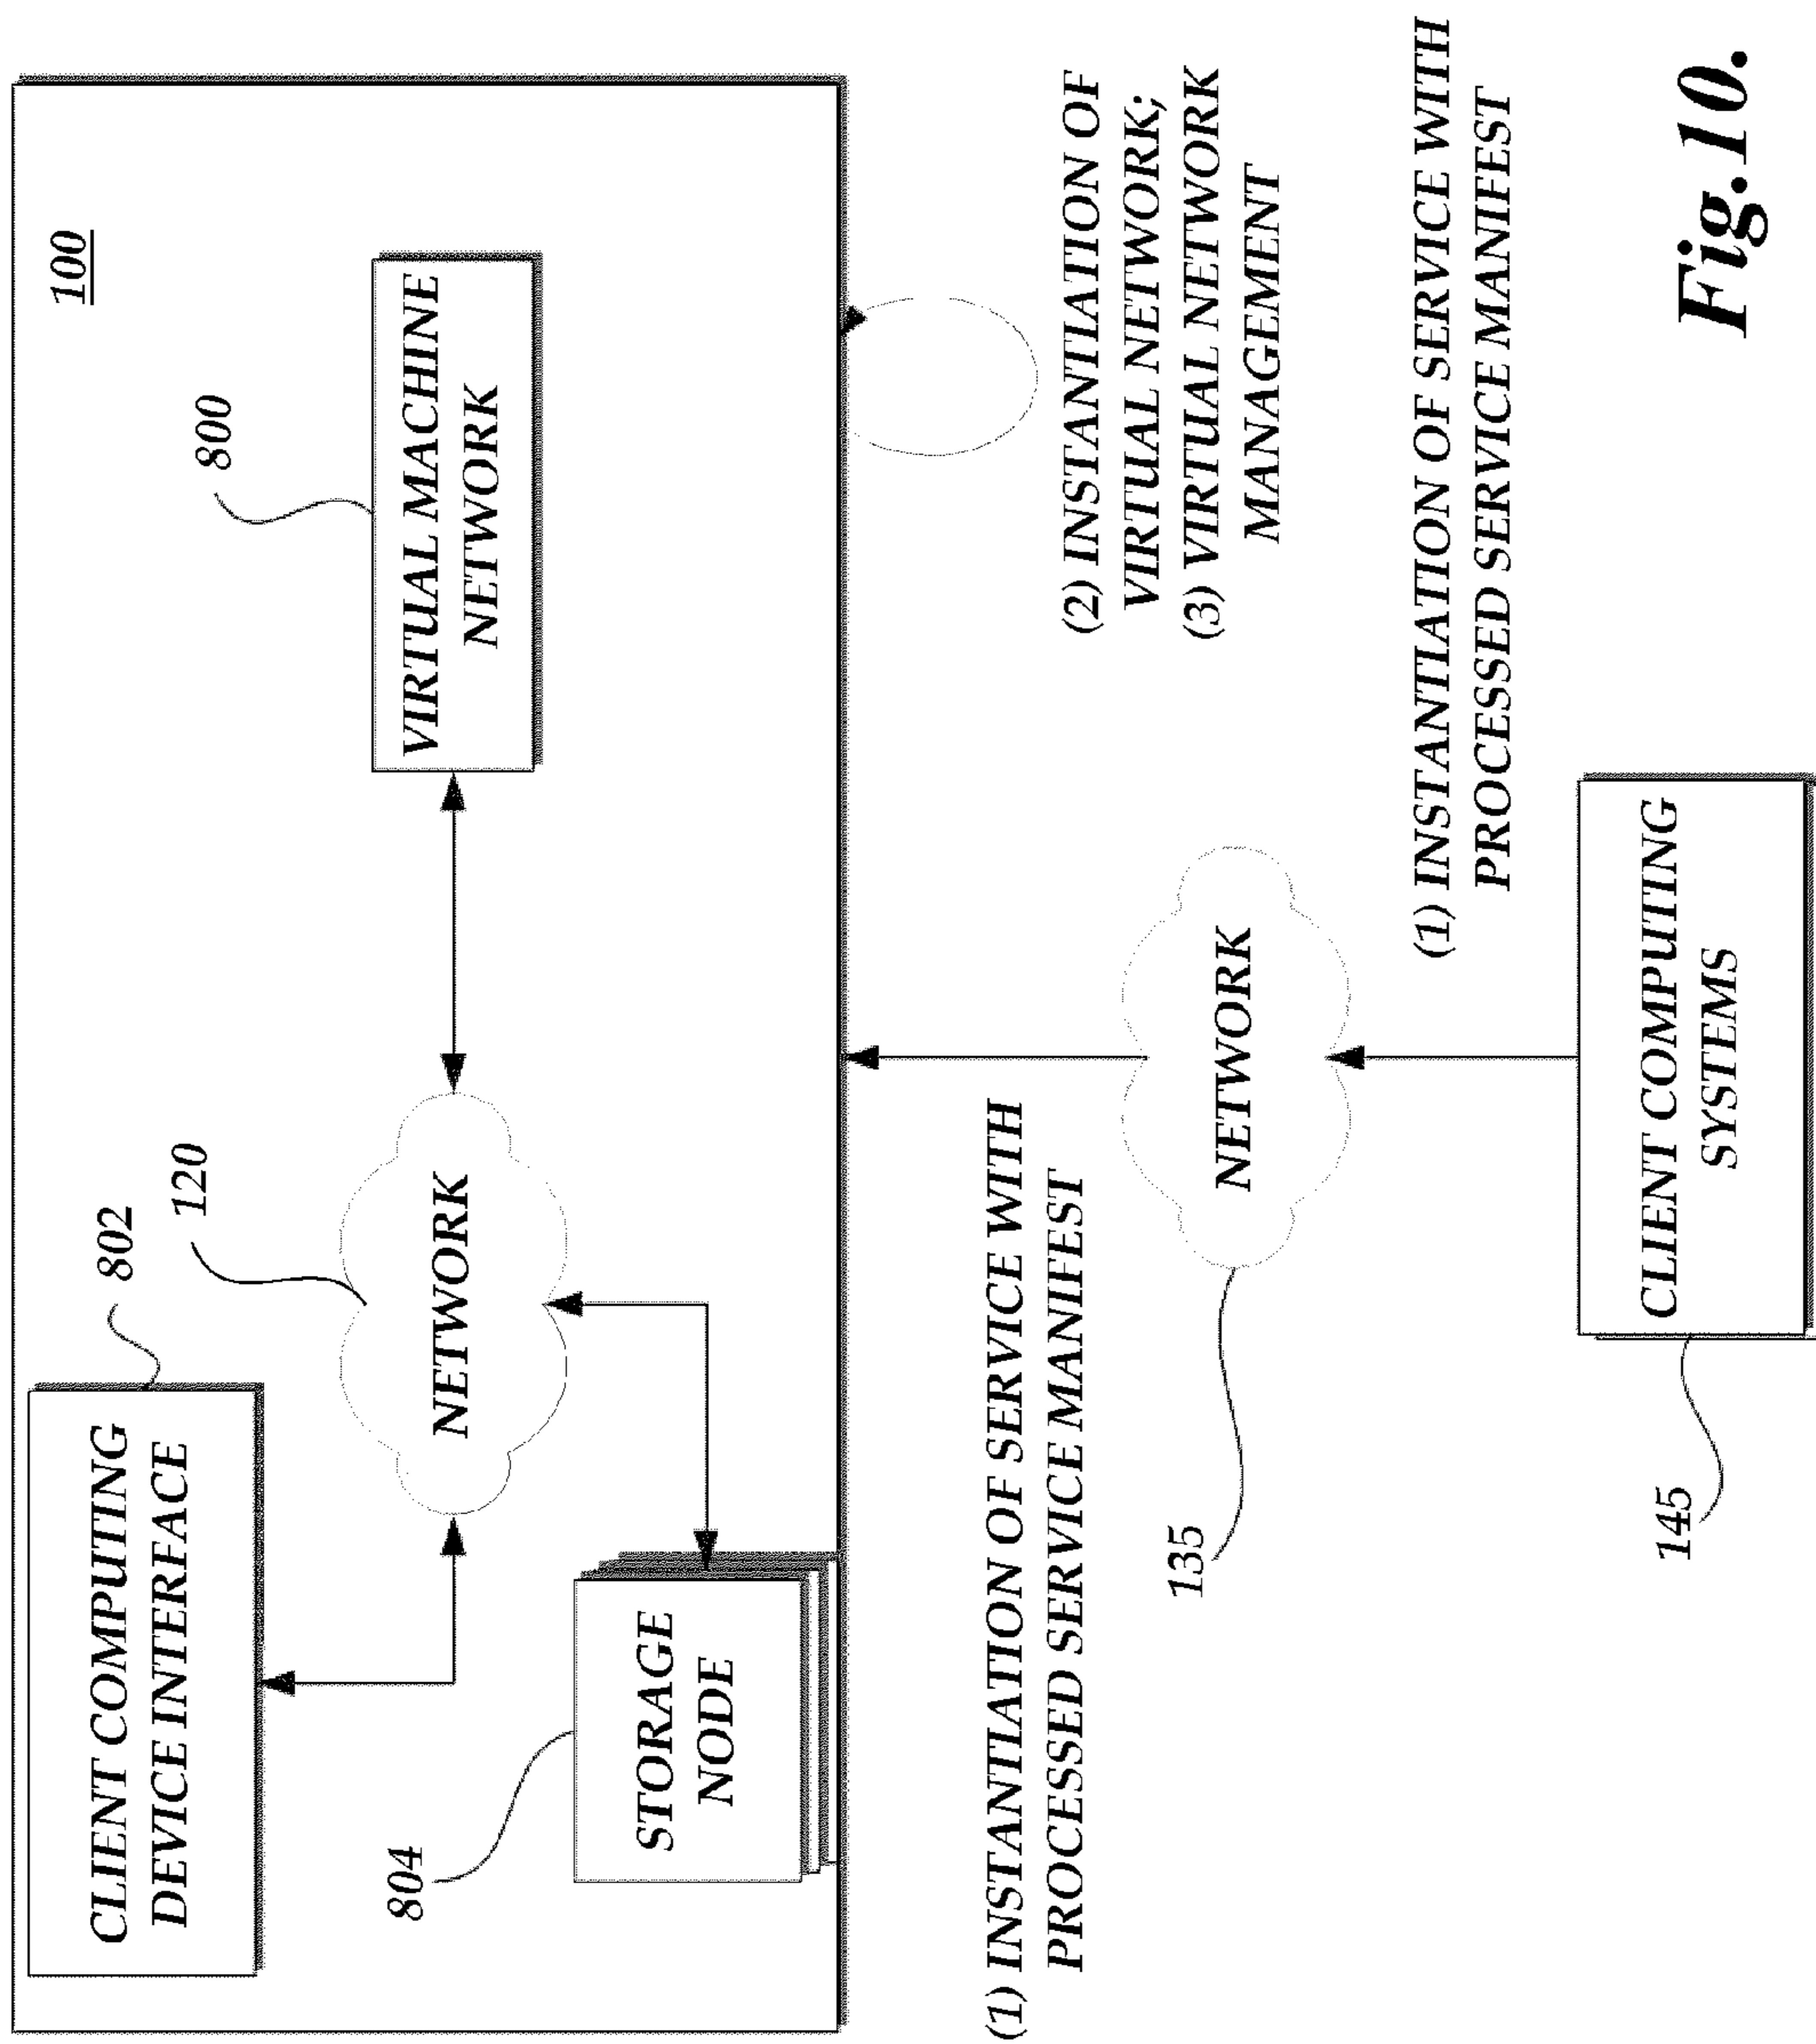 100
CLIENT COMPUTING
DEVICE INTERFACE
802
120
800
NETWORK
VIRTUAL MACHINE
NETWORK
804
STORAGE
NODE
(1) INSTANTIATION OF SERVICE WITH
PROCESSED SERVICE MANIFEST
(2) INSTANTIATION OF
VIRTUAL NETWORK;
(3) VIRTUAL NETWORK
MANAGEMENT
135
NETWORK
(1) INSTANTIATION OF SERVICE WITH
PROCESSED SERVICE MANIFEST
145
CLIENT COMPUTING
SYSTEMS
Fig.10.